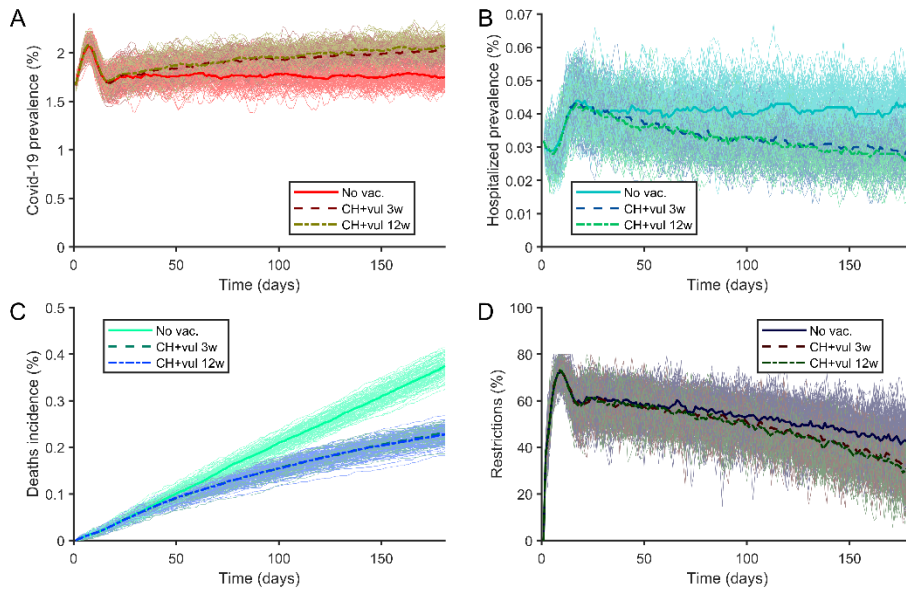 A
Covid-19 prevalence (%)
2
1.5
1
0.5
0
0
50
100
150
Time (days)
No vac.
CH+vul 3w
CH+vul 12w
B
Hospitalized prevalence (%)
0.07
0.06
0.05
0.04
0.03
0.02
0.01
0
50
100
150
Time (days)
No vac.
CH+vul 3w
CH+vul 12w
C
Deaths incidence (%)
0.5
0.4
0.3
0.2
0.1
0
0
50
100
150
Time (days)
No vac.
CH+vul 3w
CH+vul 12w
D
Restrictions (%)
100
80
60
40
20
0
0
50
100
150
Time (days)
No vac.
CH+vul 3w
CH+vul 12w